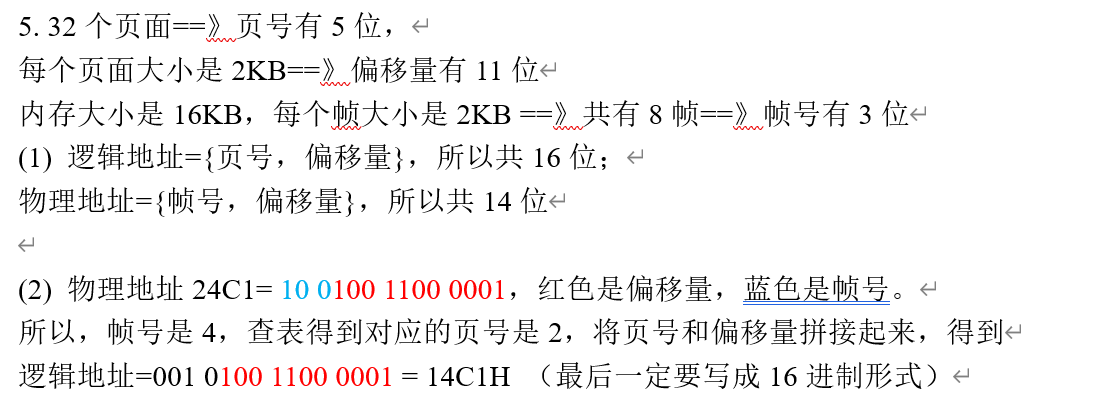 5. 32 个页面==》页号有 5 位，
每个页面大小是 2KB==》偏移量有 11 位
内存大小是 16KB，每个帧大小是 2KB ==》共有 8 帧==》帧号有 3 位
(1) 逻辑地址={页号，偏移量}，所以共 16 位；
物理地址={帧号，偏移量}，所以共 14 位
(2) 物理地址 24C1= 10 0100 1100 0001，红色是偏移量，蓝色是帧号。
所以，帧号是 4，查表得到对应的页号是 2，将页号和偏移量拼接起来，得到
逻辑地址=001 0100 1100 0001 = 14C1H （最后一定要写成 16 进制形式）